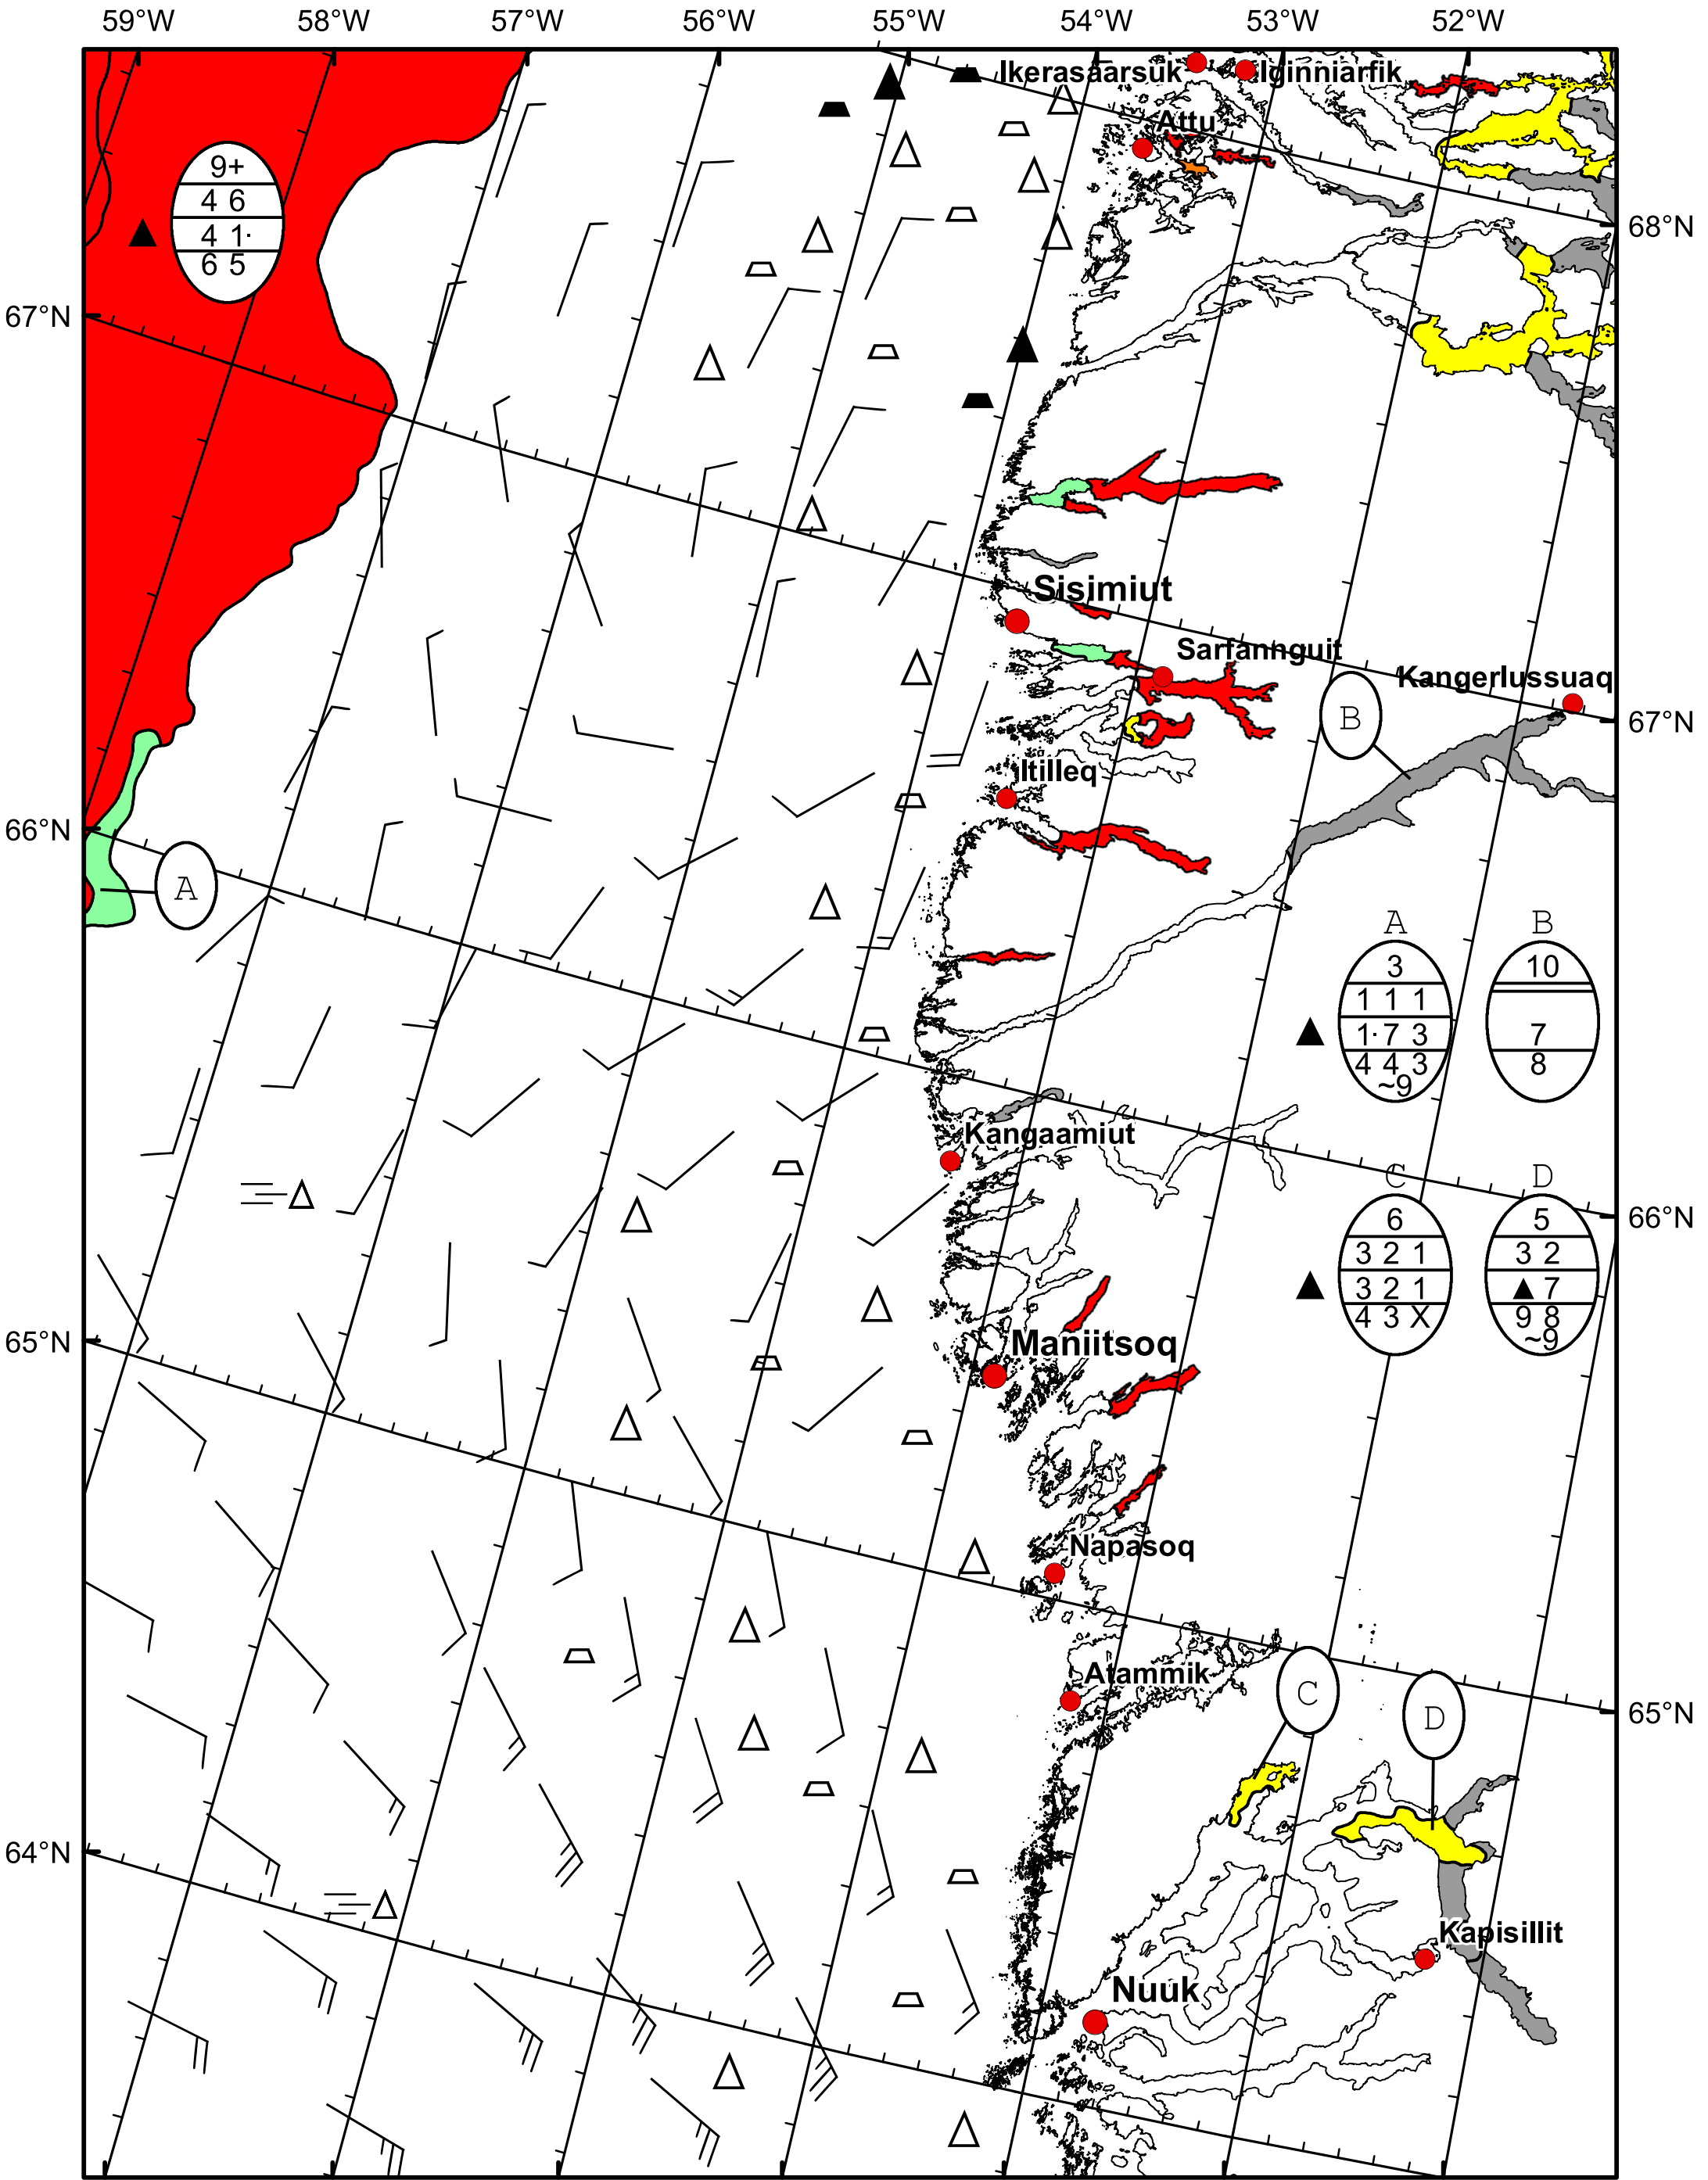 59°W 58°W 57°W 56°W 55°W 54°W 53°W 52°W
Ikerasaarsuk
Iginniarfik
Attu
9+
4 6
4 1·
6 5
68°N
67°N
Sisimiut
Sarfannguit
Kangerlussuaq
B
67°N
Itilleq
66°N
A
A
3
1 1 1
1· 7 3
4 4 3
~9
B
10
7
8
Kangaamiut
C
6
3 2 1
3 2 1
4 3 X
D
5
3 2
▲ 7
9 8
~9
66°N
65°N
Maniitsoq
Napasoq
Atammik
C
D
65°N
64°N
Kapisillit
Nuuk